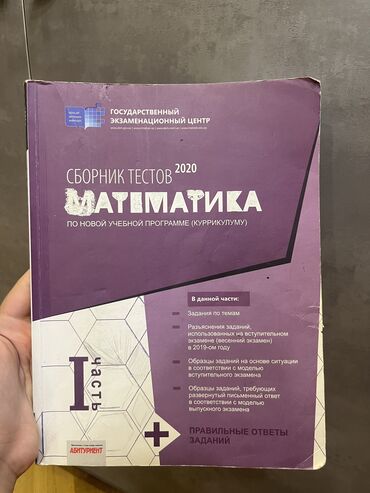 ГОСУДАРСТВЕННЫЙ
ЭКЗАМЕНАЦИОННЫЙ ЦЕНТР
СБОРНИК ТЕСТОВ 2020
МАТЕМАТИКА
ПО НОВОЙ УЧЕБНОЙ ПРОГРАММЕ (КУРРИКУЛУМУ)
В данной части:
Задания по темам
Разъяснения заданий,
использованных на вступительном
экзамене (весенний экзамен)
в 2019-ом году
Образцы заданий на основе ситуации
в соответствии с моделью
вступительного экзамена
Образцы заданий, требующих
развернутый письменный ответ
в соответствии с моделью
выпускного экзамена
I часть
+ ПРАВИЛЬНЫЕ ОТВЕТЫ
ЗАДАНИЙ
АБИТУРИЕНТ